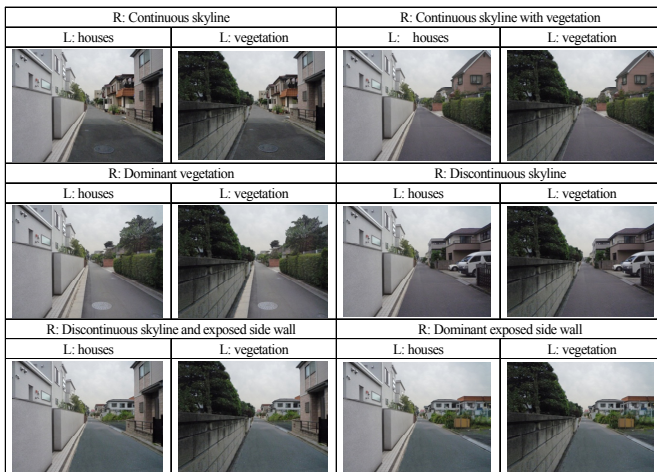 R: Continuous skyline
R: Continuous skyline with vegetation
L: houses
L: vegetation
L: houses
L: vegetation
R: Dominant vegetation
R: Discontinuous skyline
L: houses
L: vegetation
L: houses
L: vegetation
R: Discontinuous skyline and exposed side wall
R: Dominant exposed side wall
L: houses
L: vegetation
L: houses
L: vegetation